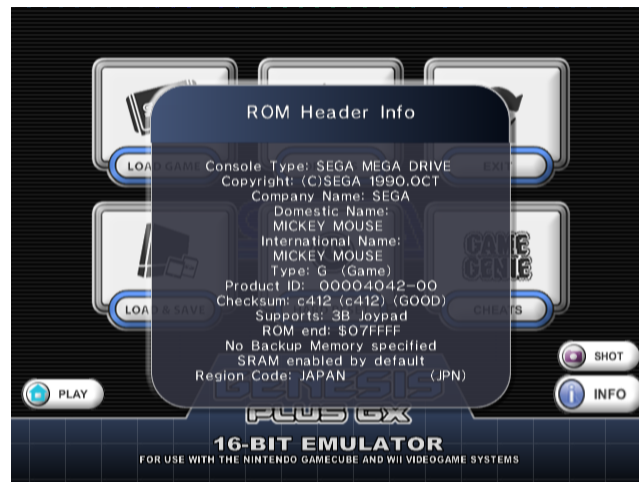 ROM Header Info
LOAD GAME
EXIT
Console Type: SEGA MEGA DRIVE
Copyright: (C)SEGA 1990.OCT
Company Name: SEGA
Domestic Name:
MICKEY MOUSE
International Name:
MICKEY MOUSE
Type: G (Game)
Product ID: 00004042-00
Checksum: c412 (c412) (GOOD)
Supports: 3B Joypad
ROM end: $07FFFF
No Backup Memory specified
SRAM enabled by default
Region Code: JAPAN (JPN)
GAME
GENIE
LOAD & SAVE
CHEATS
SHOT
PLAY
INFO
GENESIS
PLUS GX
16-BIT EMULATOR
FOR USE WITH THE NINTENDO GAMECUBE AND WII VIDEOGAME SYSTEMS